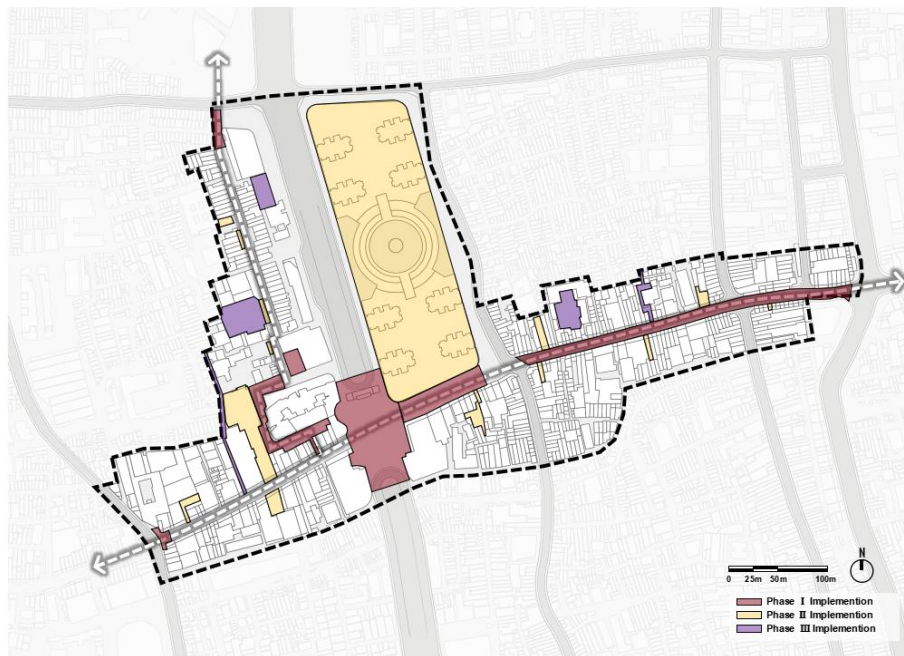 N
0 25m 50m 100m
Phase I Implemention
Phase II Implemention
Phase III Implemention